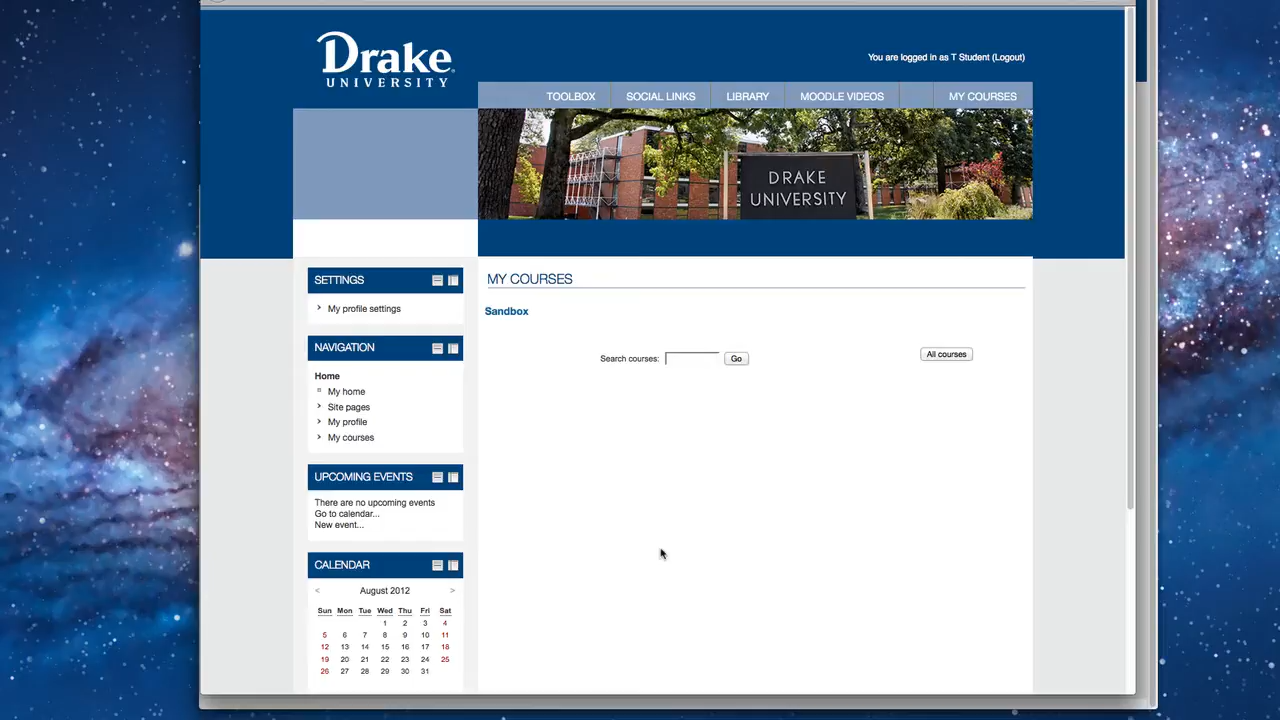 Drake
UNIVERSITY
You are logged in as T Student (Logout)
TOOLBOX SOCIAL LINKS LIBRARY MOODLE VIDEOS MY COURSES
DRAKE
UNIVERSITY
SETTINGS
My profile settings
NAVIGATION
Home
My home
Site pages
My profile
My courses
UPCOMING EVENTS
There are no upcoming events
Go to calendar...
New event...
CALENDAR
< August 2012 >
Sun Mon Tue Wed Thu Fri Sat
1 2 3 4
5 6 7 8 9 10 11
12 13 14 15 16 17 18
19 20 21 22 23 24 25
26 27 28 29 30 31
MY COURSES
Sandbox
Search courses: Go
All courses